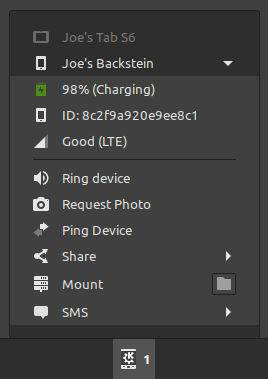 Joe's Tab S6
Joe's Backstein
98% (Charging)
ID: 8c2f9a920e9ee8c1
Good (LTE)
Ring device
Request Photo
Ping Device
Share
Mount
SMS
1